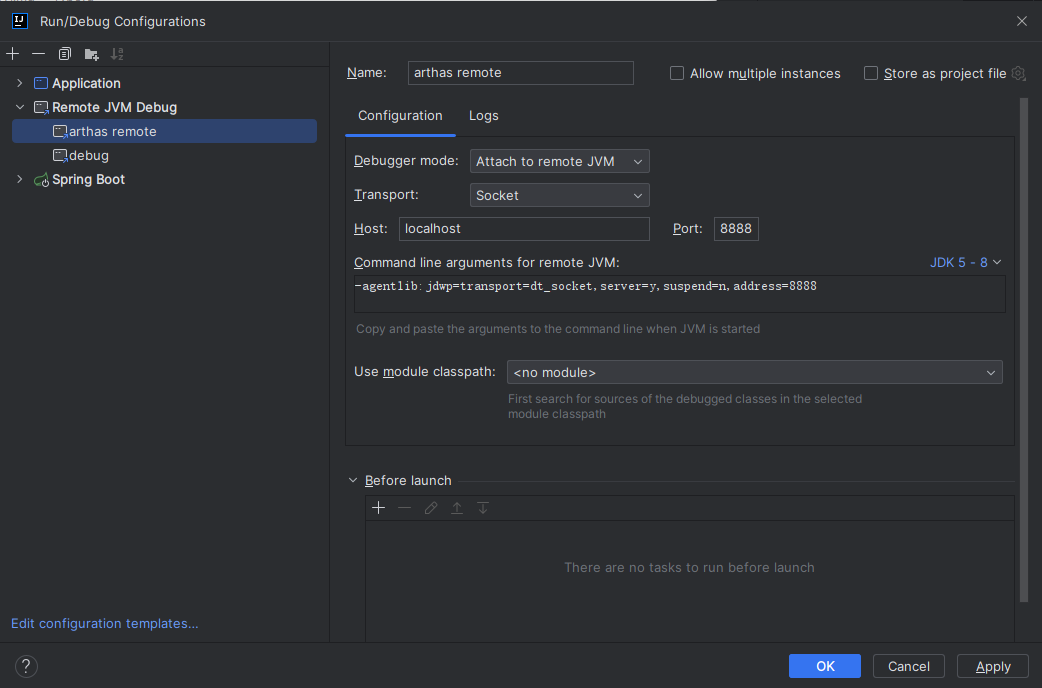 Run/Debug Configurations
Application
Remote JVM Debug
arthas remote
debug
Spring Boot
Edit configuration templates...
Name: arthas remote Allow multiple instances Store as project file
Configuration Logs
Debugger mode: Attach to remote JVM
Transport: Socket
Host: localhost Port: 8888
Command line arguments for remote JVM: JDK 5 - 8
-agentlib:jdwp=transport=dt_socket,server=y,suspend=n,address=8888
Copy and paste the arguments to the command line when JVM is started
Use module classpath: <no module>
First search for sources of the debugged classes in the selected
module classpath
Before launch
There are no tasks to run before launch
? OK Cancel Apply